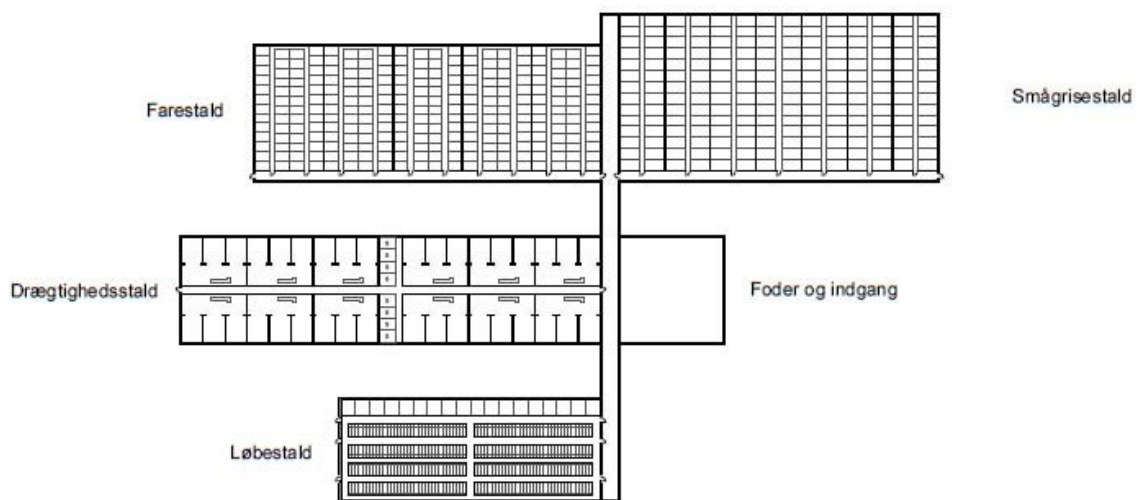 Farestald
Smågrisestald
Drægtighedsstald
Foder og indgang
Løbestald